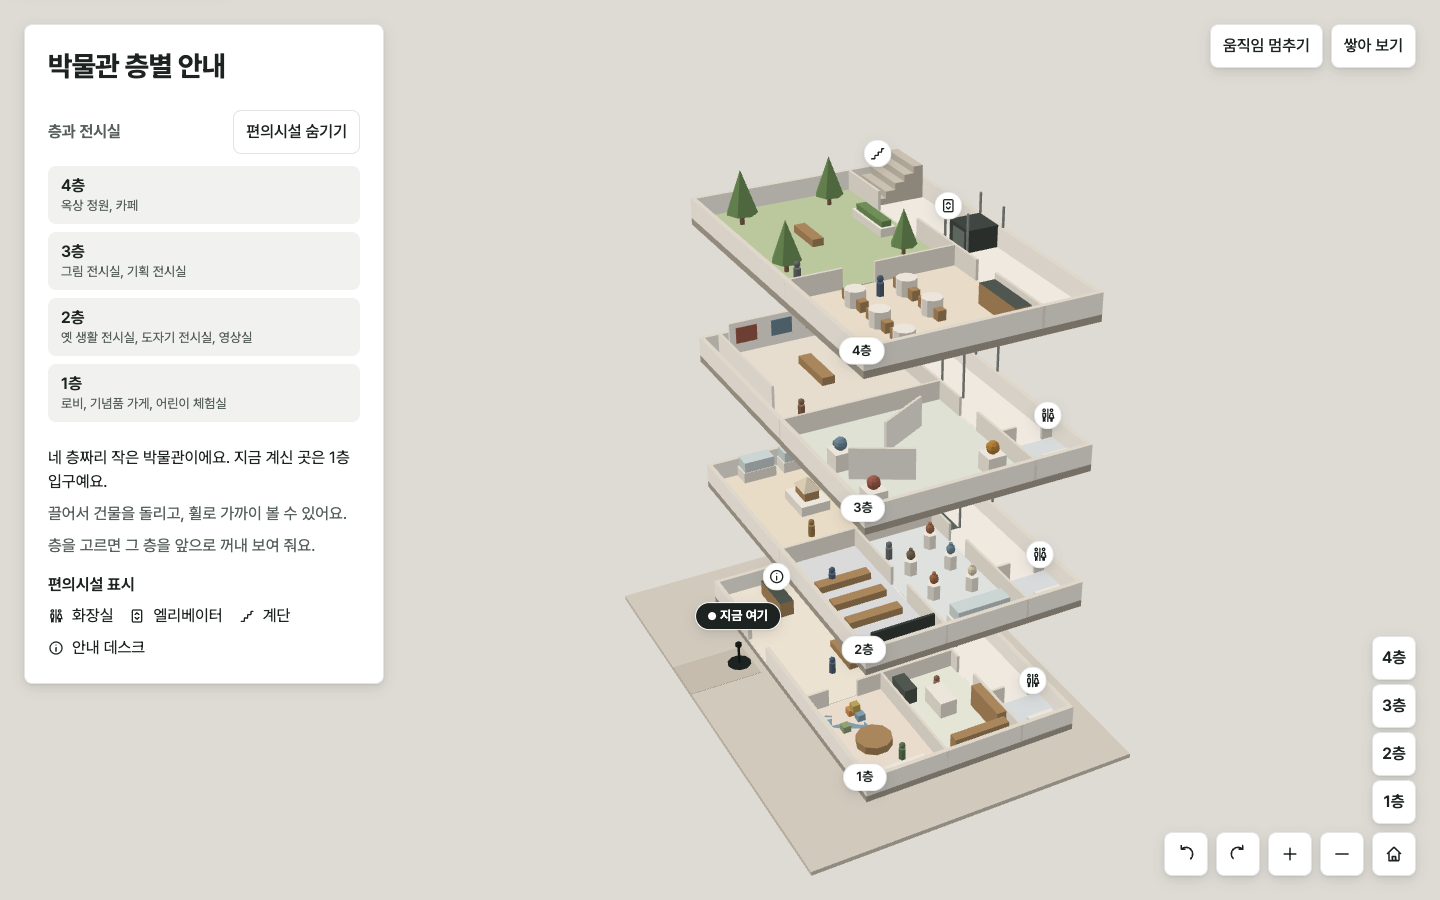 박물관 층별 안내
움직임 멈추기
쌓아 보기
층과 전시실
편의시설 숨기기
4층
옥상 정원, 카페
3층
그림 전시실, 기획 전시실
2층
옛 생활 전시실, 도자기 전시실, 영상실
1층
로비, 기념품 가게, 어린이 체험실
네 층짜리 작은 박물관이에요. 지금 계신 곳은 1층
입구예요.
끌어서 건물을 돌리고, 휠로 가까이 볼 수 있어요.
층을 고르면 그 층을 앞으로 꺼내 보여 줘요.
편의시설 표시
화장실
엘리베이터
계단
안내 데스크
4층
3층
지금 여기
2층
1층
4층
3층
2층
1층